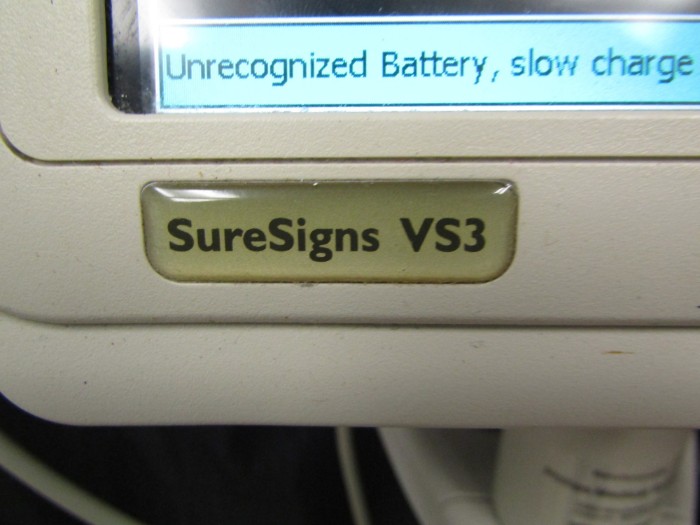 Unrecognized Battery, slow charge
SureSigns VS3